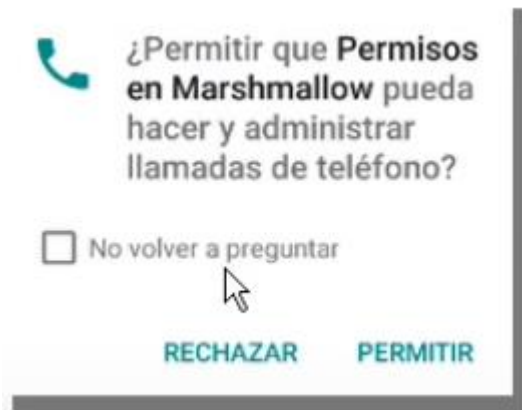 ¿Permitir que Permisos
en Marshmallow pueda
hacer y administrar
llamadas de teléfono?
No volver a preguntar
RECHAZAR PERMITIR